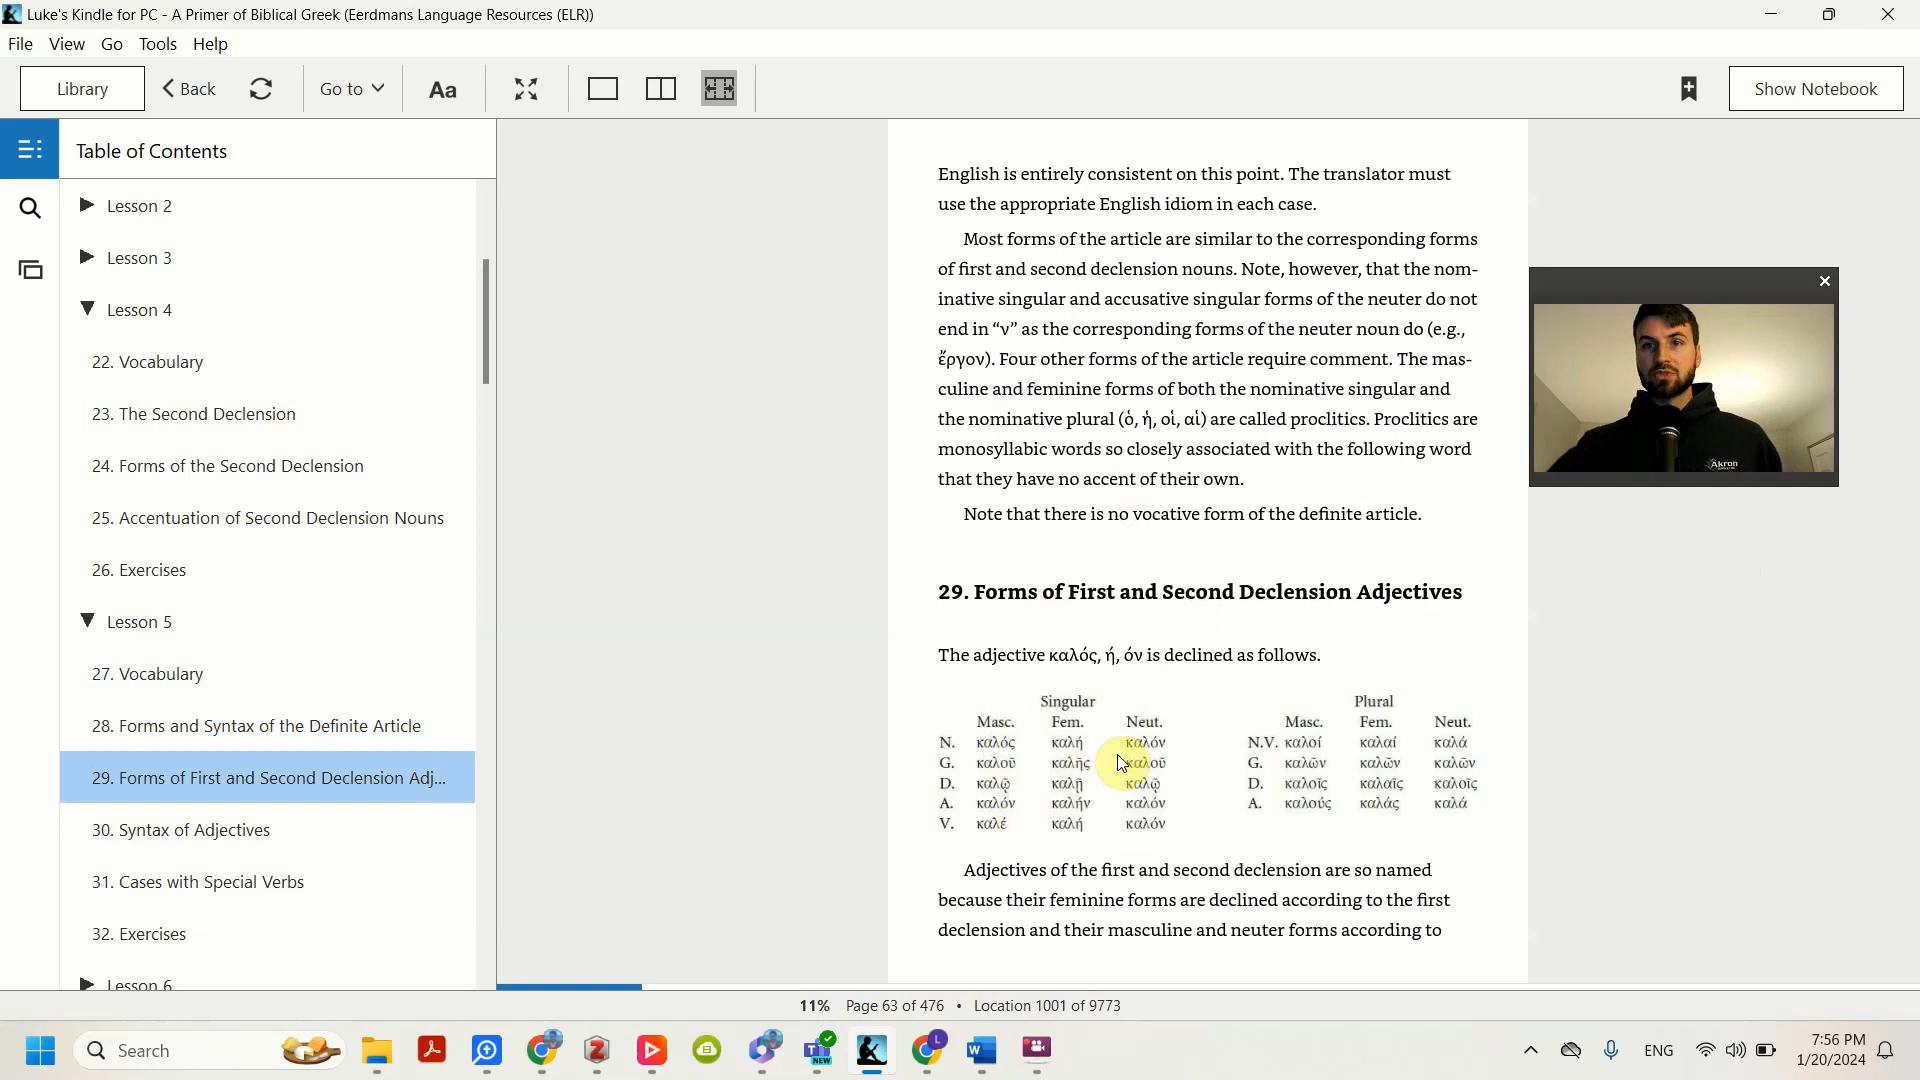 Luke's Kindle for PC - A Primer of Biblical Greek (Eerdmans Language Resources (ELR))
File View Go Tools Help
Library Back Go to Aa Show Notebook
Table of Contents
Lesson 2
Lesson 3
Lesson 4
22. Vocabulary
23. The Second Declension
24. Forms of the Second Declension
25. Accentuation of Second Declension Nouns
26. Exercises
Lesson 5
27. Vocabulary
28. Forms and Syntax of the Definite Article
29. Forms of First and Second Declension Adj...
30. Syntax of Adjectives
31. Cases with Special Verbs
32. Exercises
Lesson 6
English is entirely consistent on this point. The translator must
use the appropriate English idiom in each case.
Most forms of the article are similar to the corresponding forms
of first and second declension nouns. Note, however, that the nom-
inative singular and accusative singular forms of the neuter do not
end in “ν” as the corresponding forms of the neuter noun do (e.g.,
ἔργον). Four other forms of the article require comment. The mas-
culine and feminine forms of both the nominative singular and
the nominative plural (ὁ, ἡ, οἱ, αἱ) are called proclitics. Proclitics are
monosyllabic words so closely associated with the following word
that they have no accent of their own.
Note that there is no vocative form of the definite article.
29. Forms of First and Second Declension Adjectives
The adjective καλός, ή, όν is declined as follows.
Singular Plural
Masc. Fem. Neut. Masc. Fem. Neut.
N. καλός καλή καλόν N.V. καλοί καλαί καλά
G. καλοῦ καλῆς καλοῦ G. καλῶν καλῶν καλῶν
D. καλῷ καλῇ καλῷ D. καλοῖς καλαῖς καλοῖς
A. καλόν καλήν καλόν A. καλούς καλάς καλά
V. καλέ καλή καλόν
Adjectives of the first and second declension are so named
because their feminine forms are declined according to the first
declension and their masculine and neuter forms according to
Akron
11% Page 63 of 476 • Location 1001 of 9773
Search
NEW
L
ENG
7:56 PM
1/20/2024